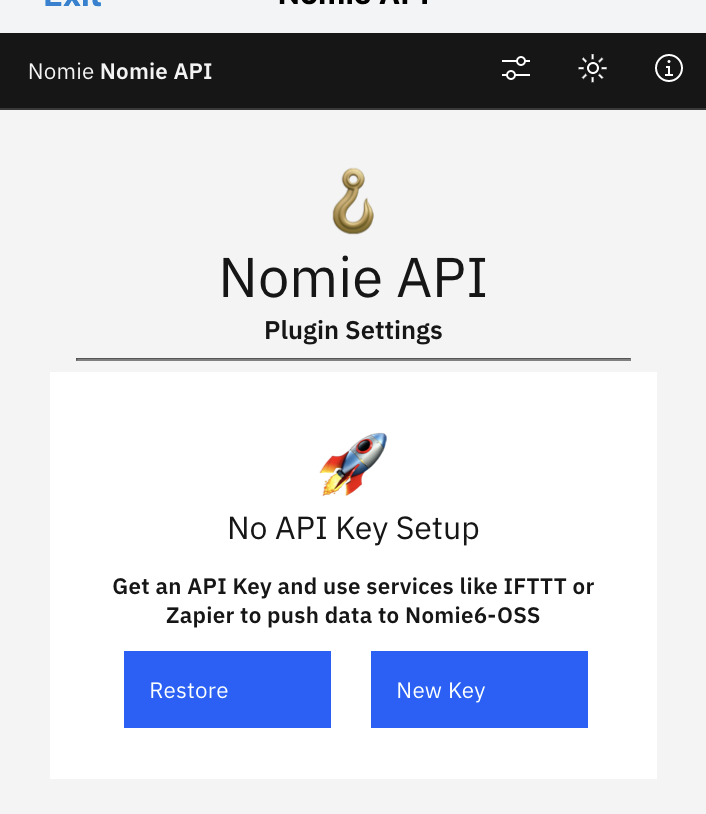 Exit Nomie API
Nomie Nomie API
Nomie API
Plugin Settings
No API Key Setup
Get an API Key and use services like IFTTT or
Zapier to push data to Nomie6-OSS
Restore New Key